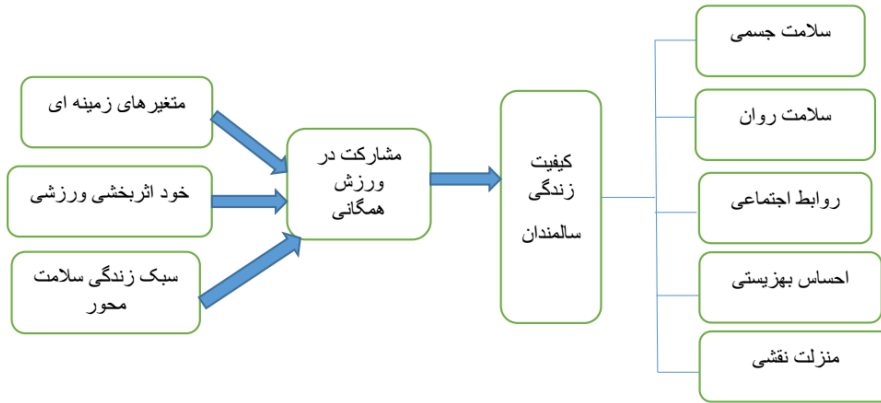 متغیرهای زمینه ای
خود اثربخشی ورزشی
سبک زندگی سلامت
محور
مشارکت در
ورزش
همگانی
کیفیت
زندگی
سالمندان
سلامت جسمی
سلامت روان
روابط اجتماعی
احساس بهزیستی
منزلت نقشی